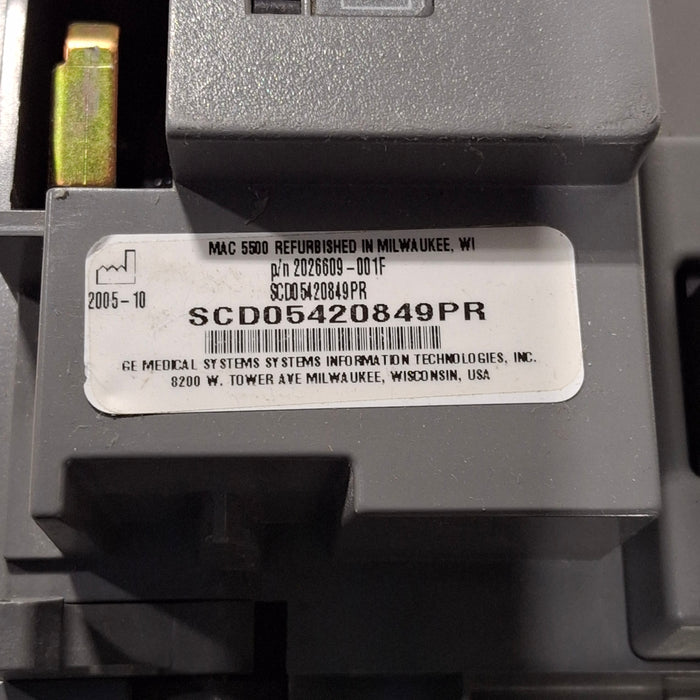 MAC 5500 REFURBISHED IN MILWAUKEE, WI
p/n 2026609-001F
2005-10
SCD05420849PR
SCD05420849PR
GE MEDICAL SYSTEMS SYSTEMS INFORMATION TECHNOLOGIES, INC.
8200 W. TOWER AVE MILWAUKEE, WISCONSIN, USA